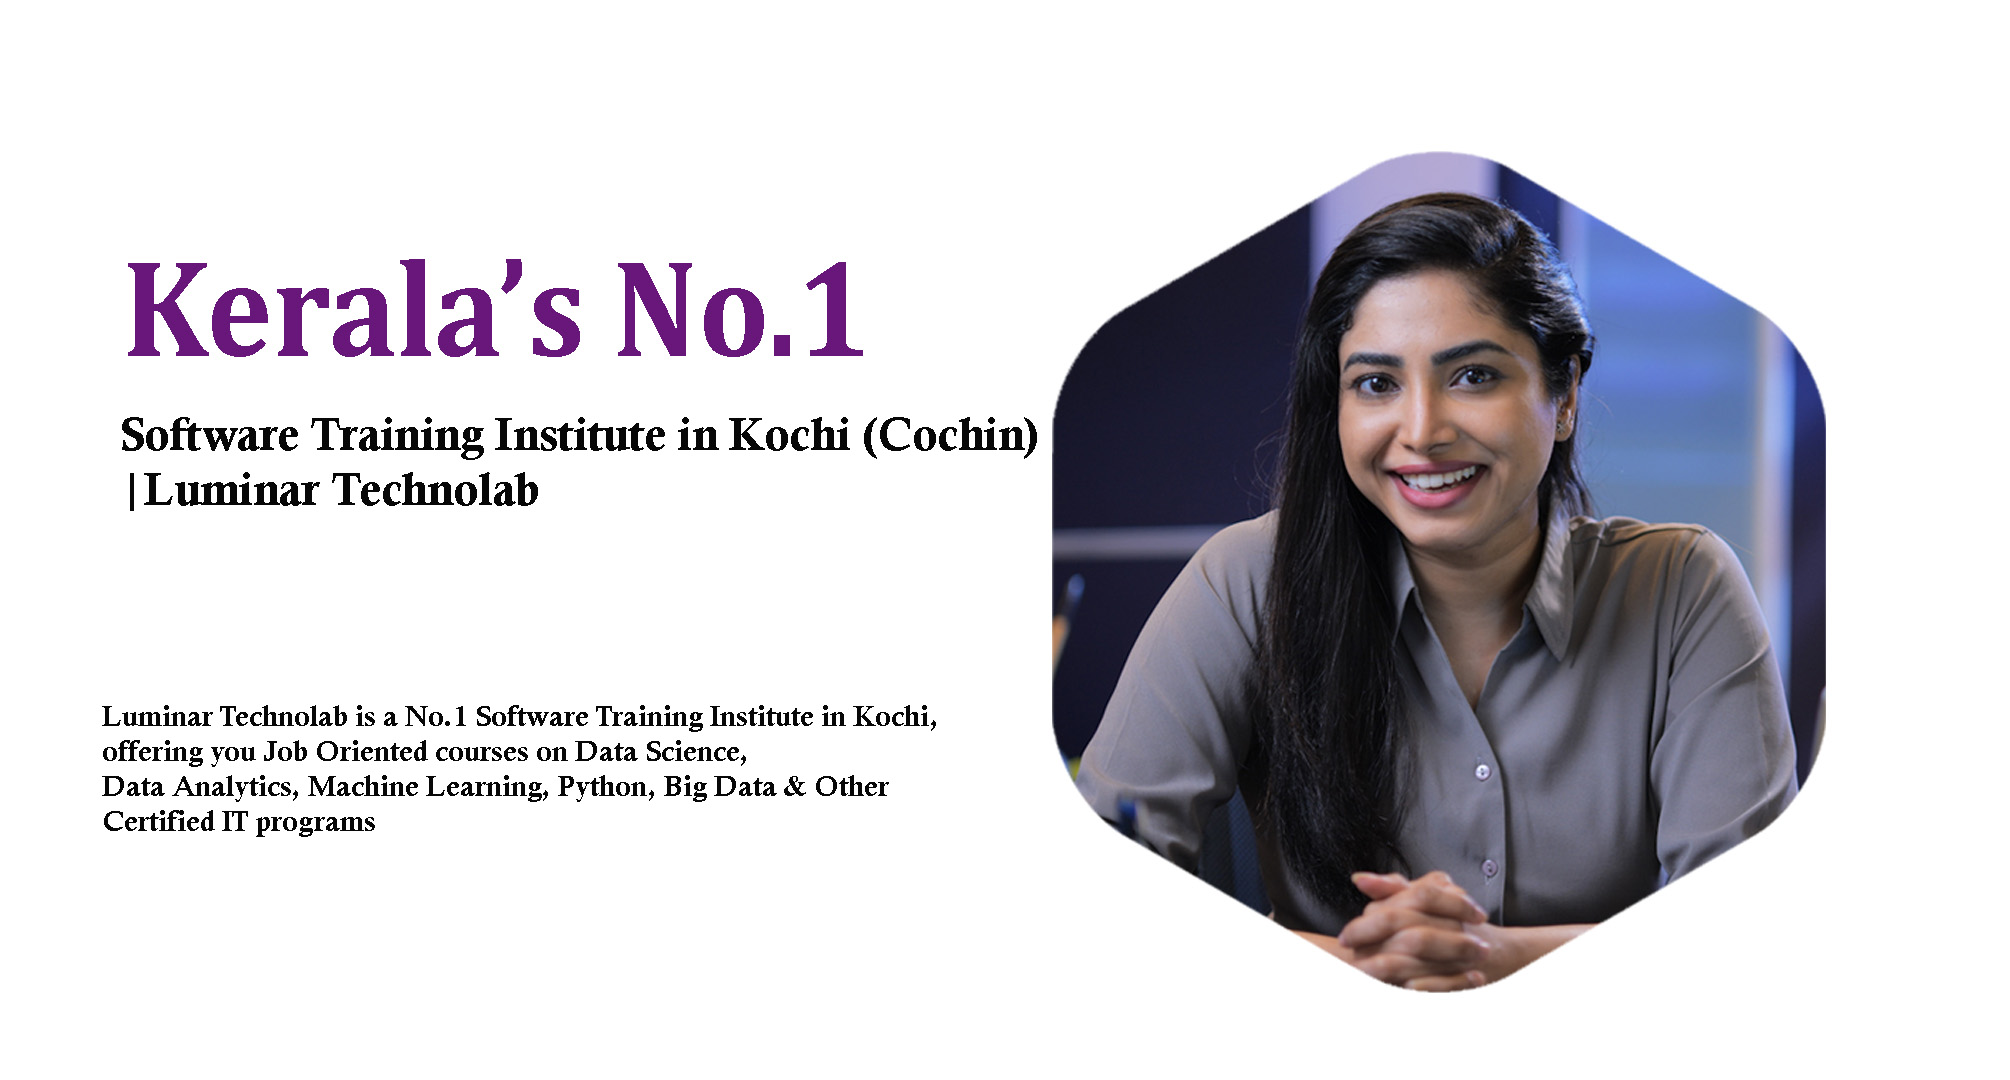 Kerala’s No.1
Software Training Institute in Kochi (Cochin)
|Luminar Technolab
Luminar Technolab is a No.1 Software Training Institute in Kochi,
offering you Job Oriented courses on Data Science,
Data Analytics, Machine Learning, Python, Big Data & Other
Certified IT programs